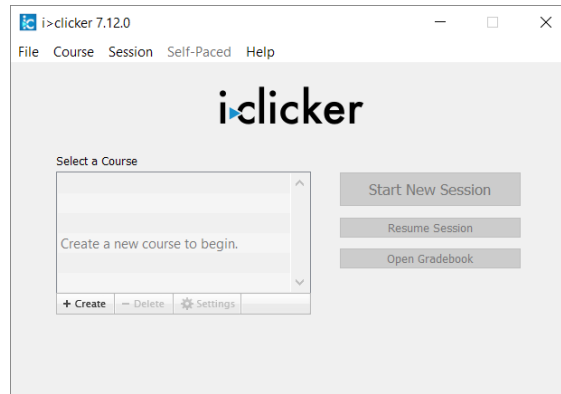 i>clicker 7.12.0
File Course Session Self-Paced Help
i▸clicker
Select a Course
Create a new course to begin.
+ Create − Delete Settings
Start New Session
Resume Session
Open Gradebook